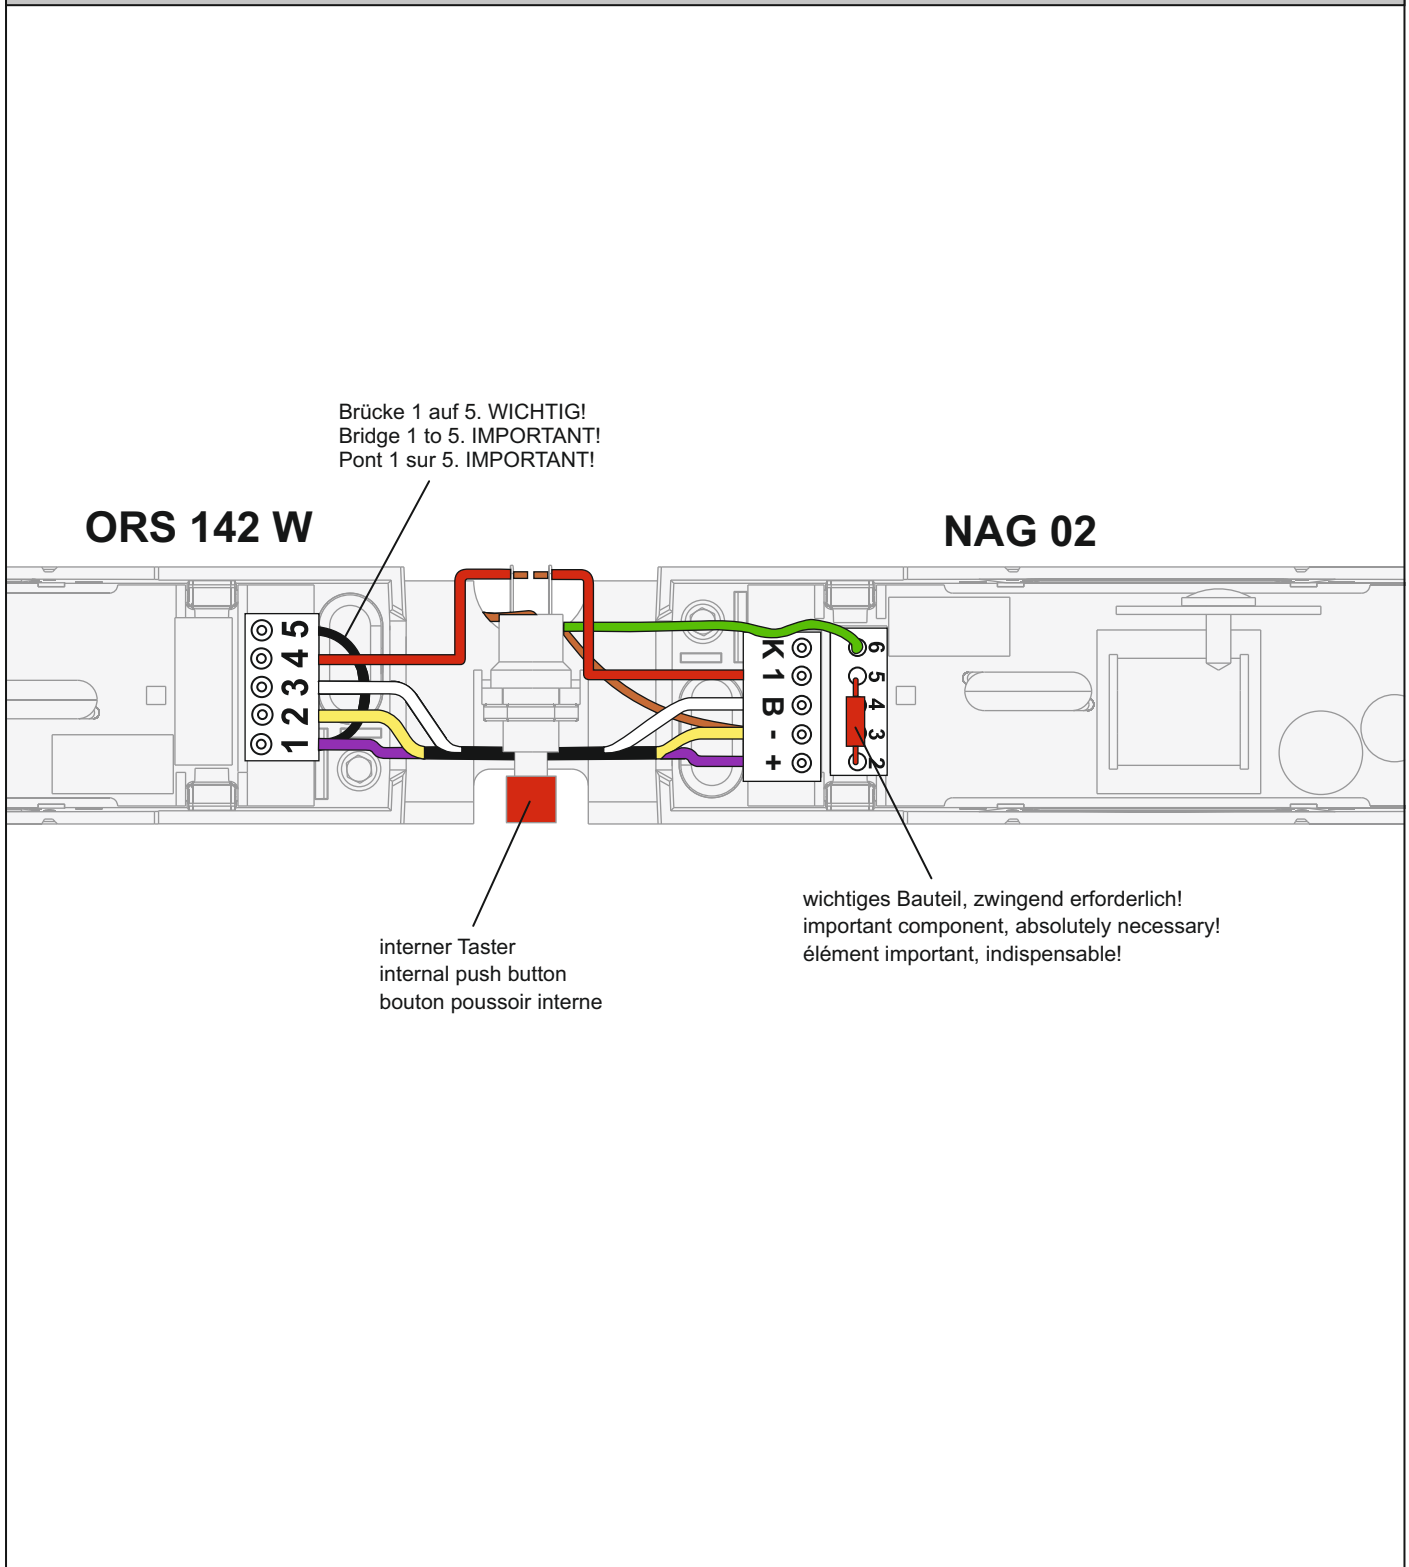 Brücke 1 auf 5. WICHTIG!
Bridge 1 to 5. IMPORTANT!
Pont 1 sur 5. IMPORTANT!
ORS 142 W
NAG 02
5
4
3
2
1
K
1
B
-
+
6
5
4
3
2
wichtiges Bauteil, zwingend erforderlich!
important component, absolutely necessary!
élément important, indispensable!
interner Taster
internal push button
bouton poussoir interne